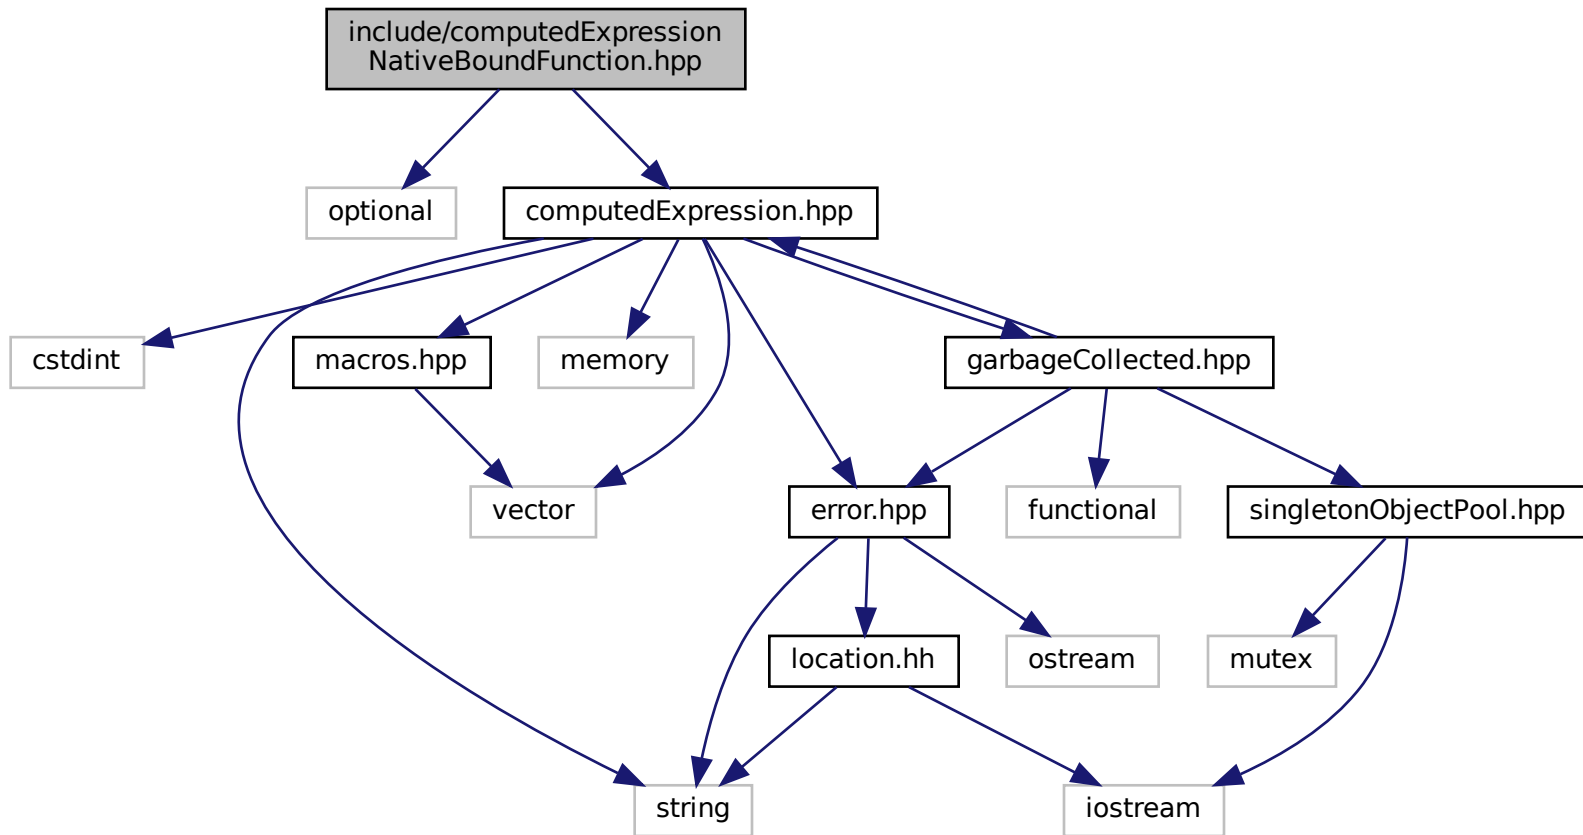 include/computedExpression
NativeBoundFunction.hpp
optional
computedExpression.hpp
cstdint
macros.hpp
memory
garbageCollected.hpp
vector
error.hpp
functional
singletonObjectPool.hpp
location.hh
ostream
mutex
string
iostream